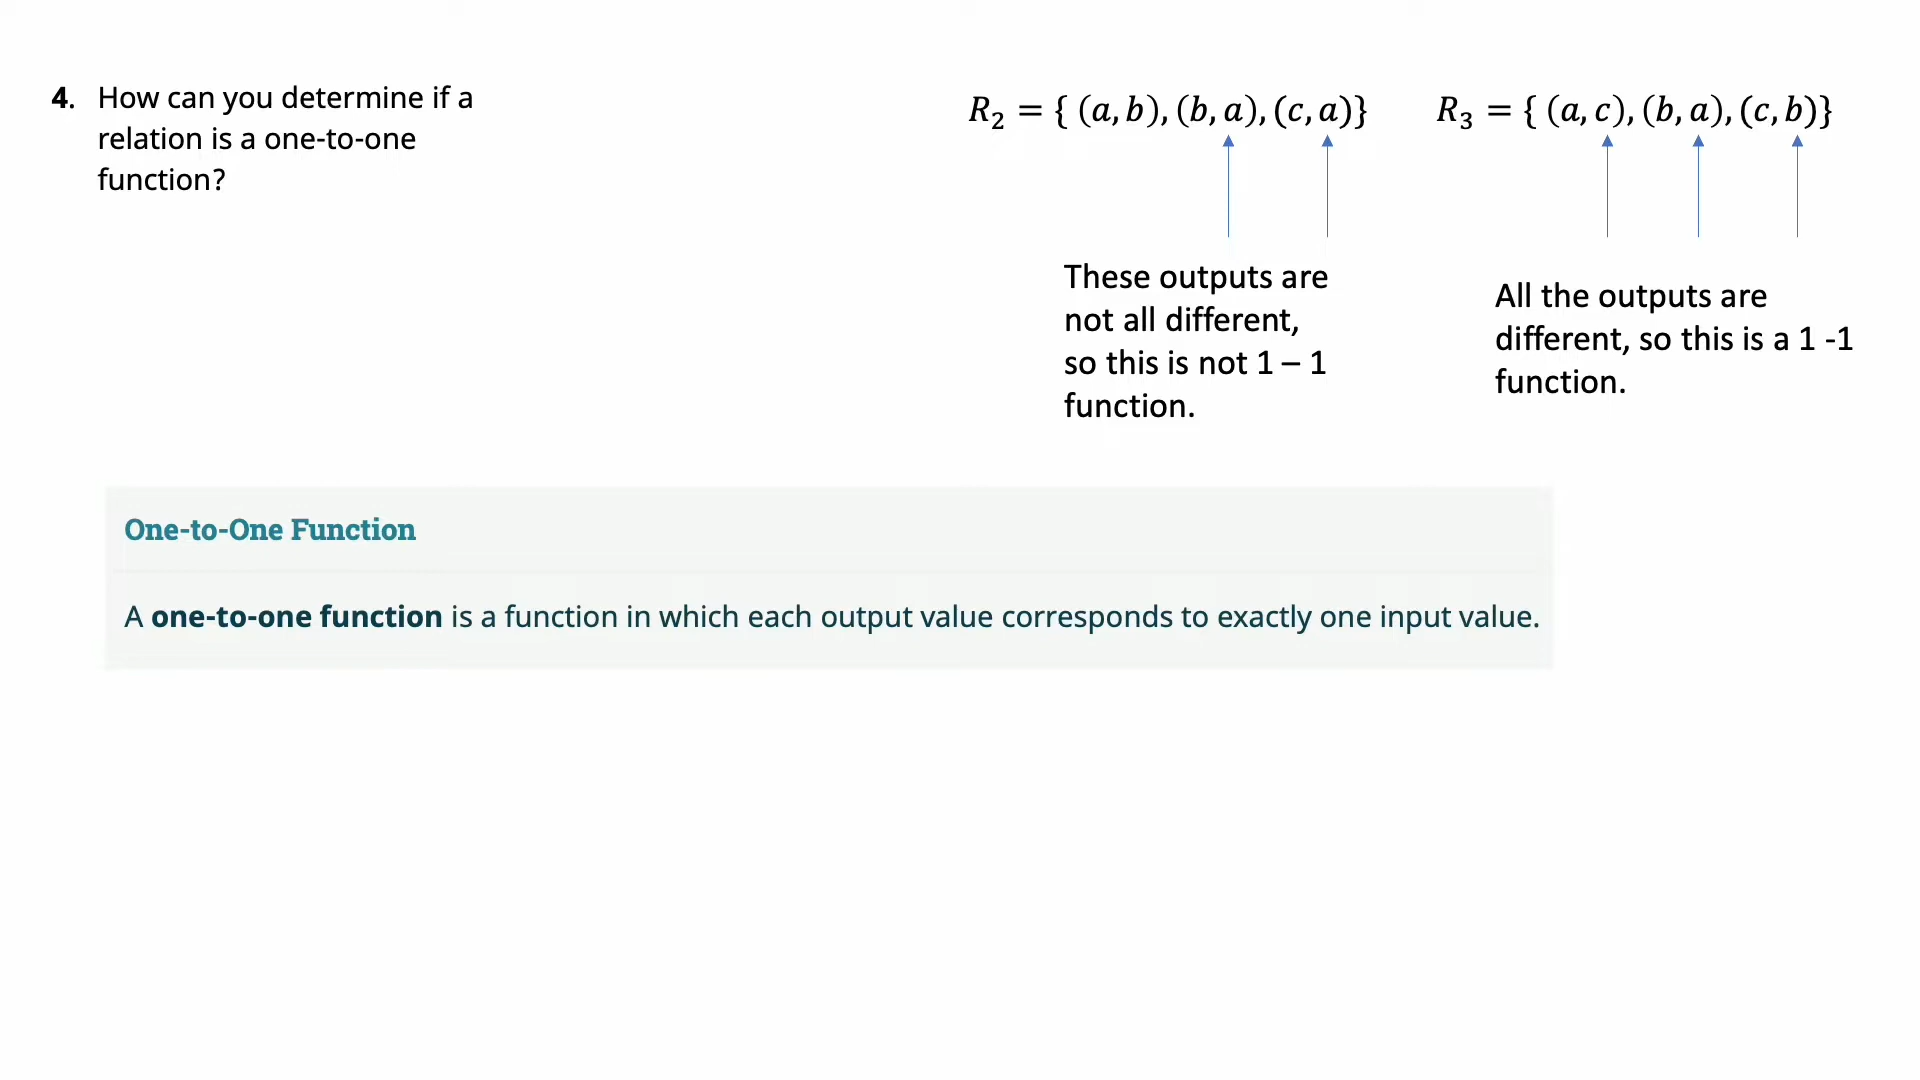 4. How can you determine if a
relation is a one-to-one
function?
R₂ = { (a, b), (b, a), (c, a)}
R₃ = { (a, c), (b, a), (c, b)}
These outputs are
not all different,
so this is not 1 – 1
function.
All the outputs are
different, so this is a 1 -1
function.
One-to-One Function
A one-to-one function is a function in which each output value corresponds to exactly one input value.